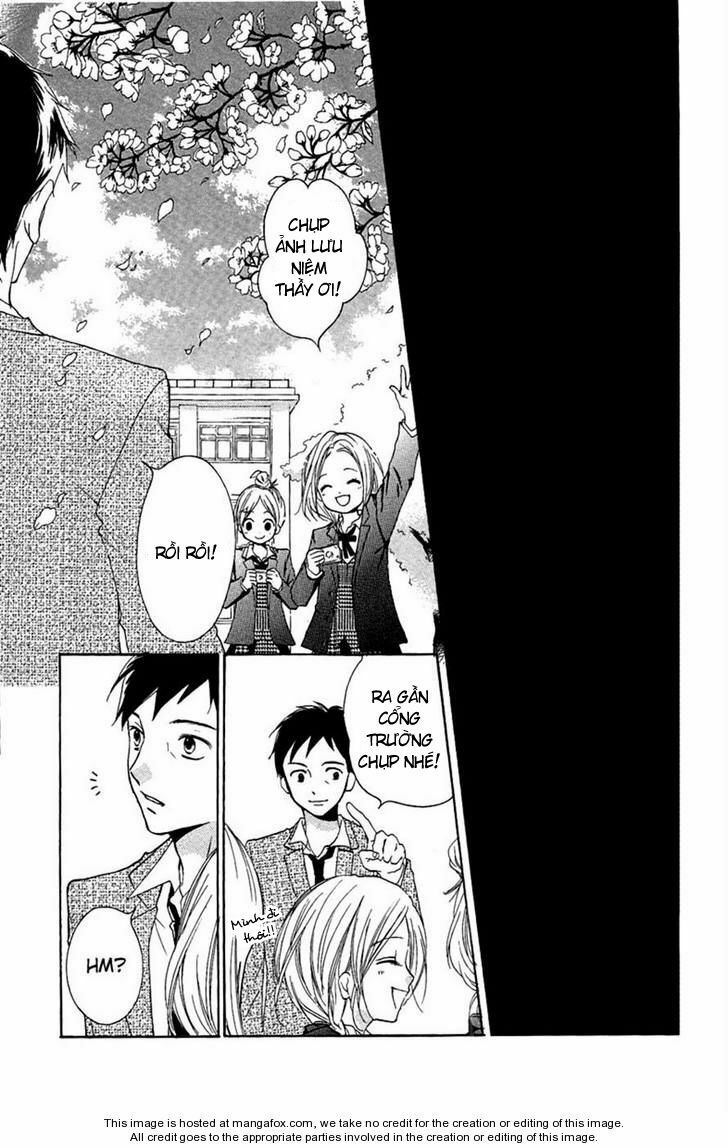 CHỤP
ẢNH LƯU
NIỆM
THẦY ƠI!
RỒI RỒI!
RA GẦN
CỔNG
TRƯỜNG
CHỤP NHÉ!
Mình đi
thôi!!
HM?
This image is hosted at mangafox.com, we take no credit for the creation or editing of this image.
All credit goes to the appropriate parties involved in the creation and editing of this image.